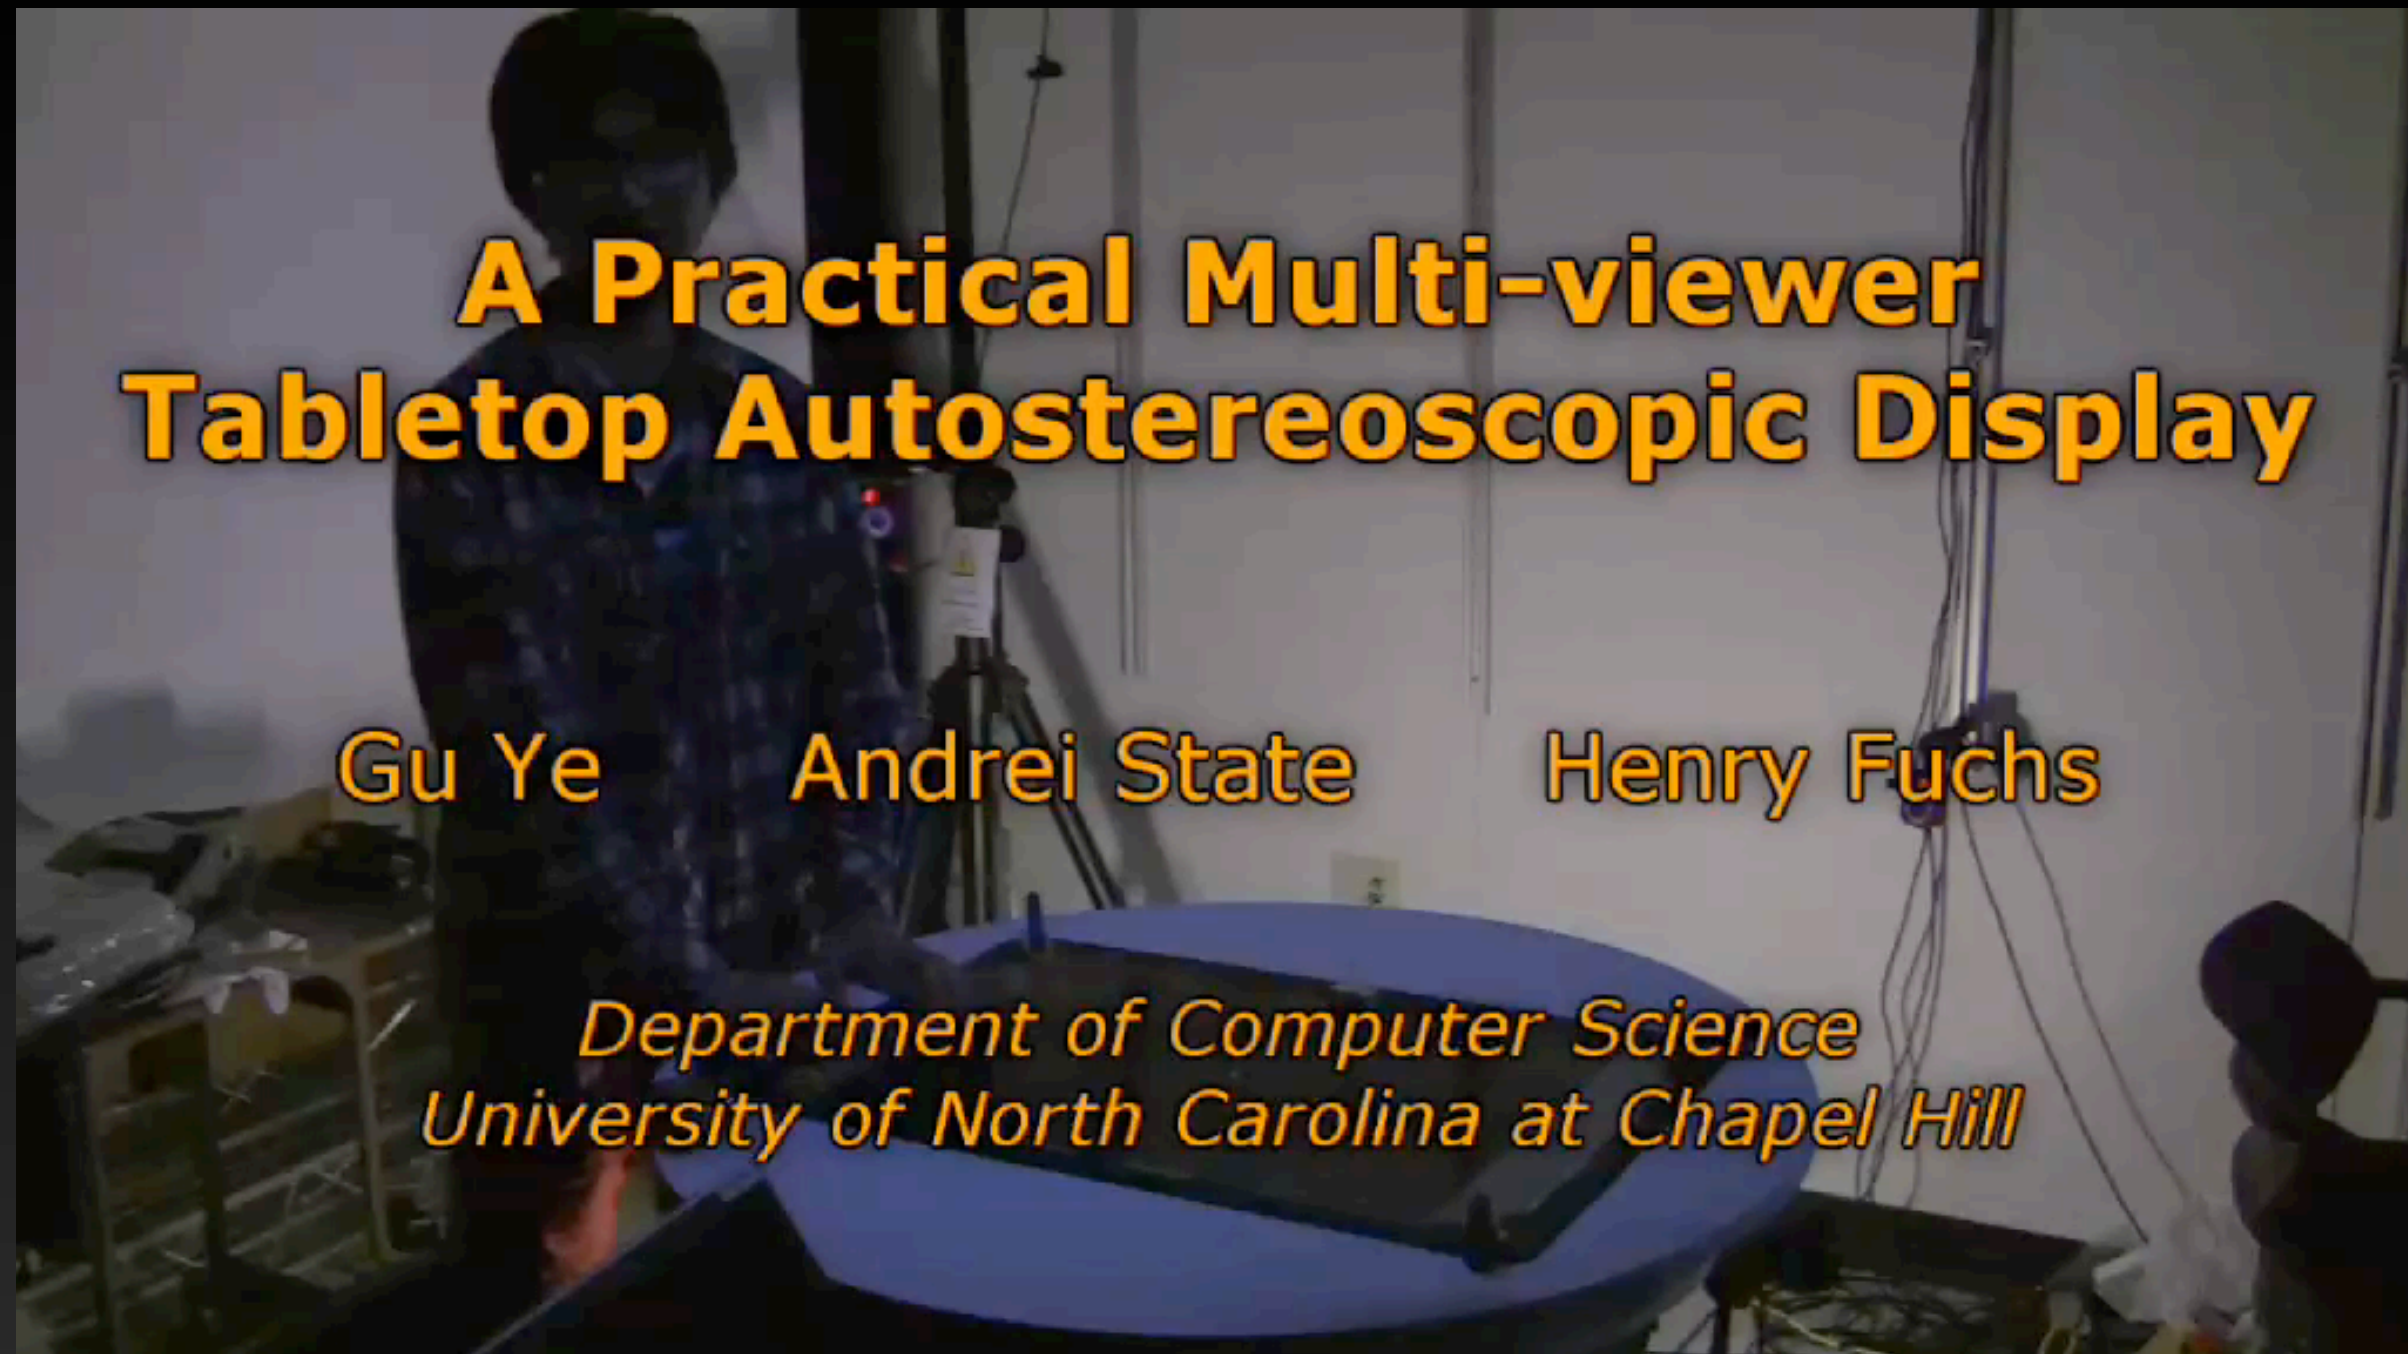 A Practical Multi-viewer
Tabletop Autostereoscopic Display
Gu Ye Andrei State Henry Fuchs
Department of Computer Science
University of North Carolina at Chapel Hill